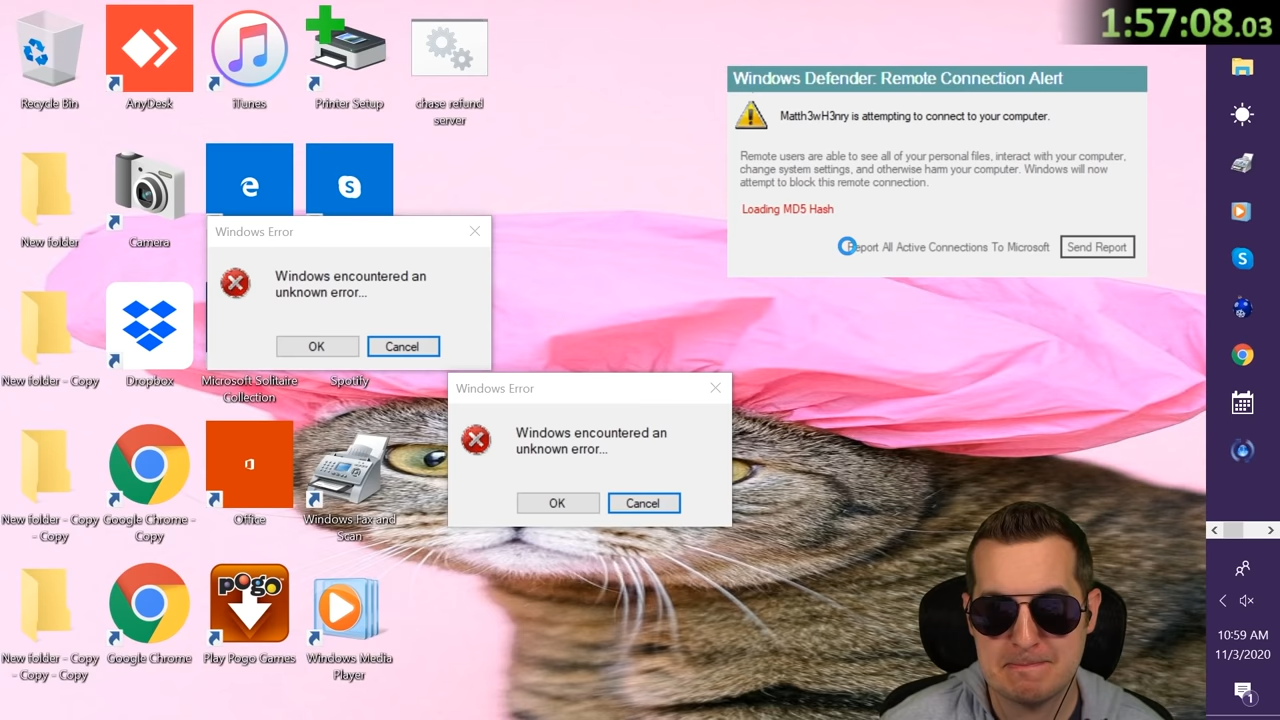 1:57:08.03
Recycle Bin
AnyDesk
iTunes
Printer Setup
chase refund
server
Windows Defender: Remote Connection Alert
Matth3wH3nry is attempting to connect to your computer.
Remote users are able to see all of your personal files, interact with your computer,
change system settings, and otherwise harm your computer. Windows will now
attempt to block this remote connection.
Loading MD5 Hash
Report All Active Connections To Microsoft
Send Report
New folder
Camera
Windows Error
Windows encountered an
unknown error...
OK
Cancel
New folder - Copy
Dropbox
Microsoft Solitaire
Collection
Spotify
Windows Error
Windows encountered an
unknown error...
OK
Cancel
New folder - Copy
- Copy
Google Chrome -
Copy
Office
Windows Fax and
Scan
pogo
New folder - Copy
- Copy - Copy
Google Chrome
Play Pogo Games
Windows Media
Player
10:59 AM
11/3/2020
1